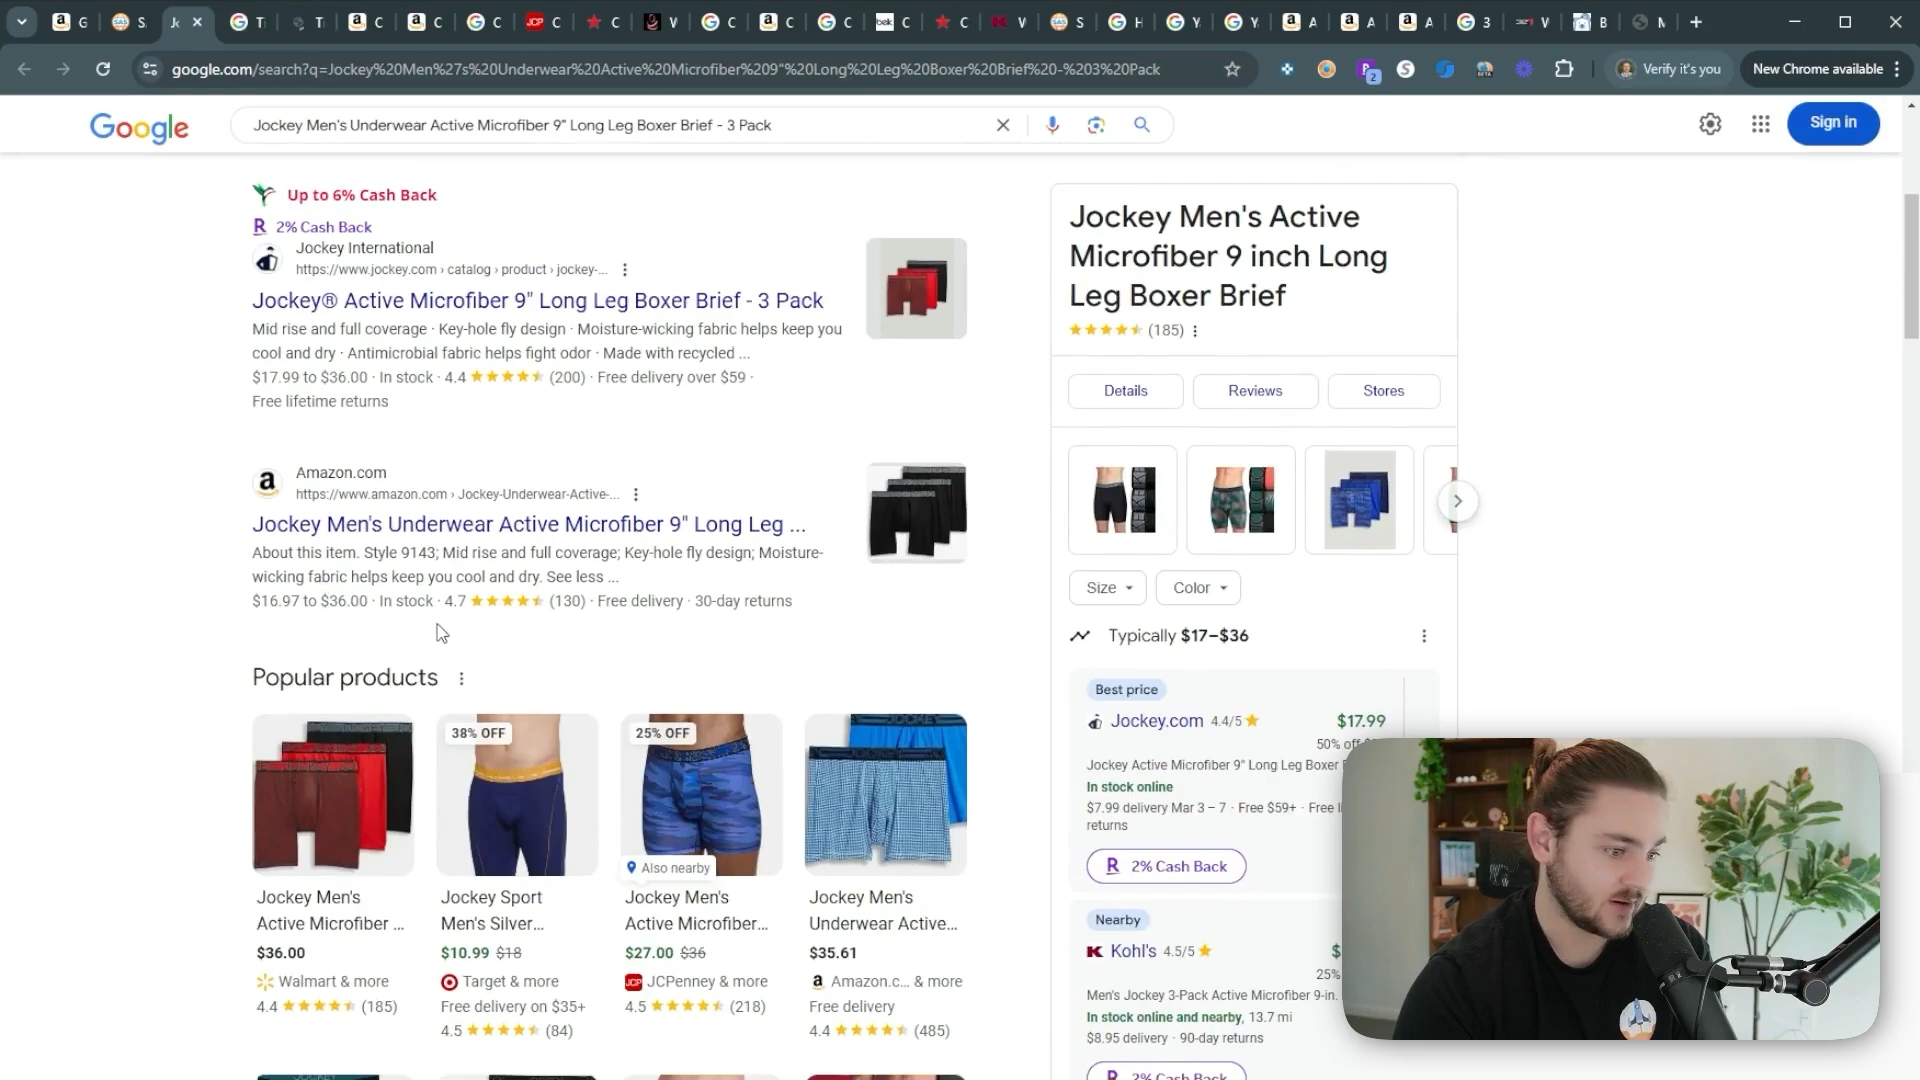 G
S
J
T
T
C
C
C
C
C
V
C
C
C
C
C
V
S
H
Y
Y
A
A
A
3
V
B
N
google.com/search?q=Jockey%20Men%27s%20Underwear%20Active%20Microfiber%209"%20Long%20Leg%20Boxer%20Brief%20-%203%20Pack
2
Verify it's you
New Chrome available
Google
Jockey Men's Underwear Active Microfiber 9" Long Leg Boxer Brief - 3 Pack
Sign in
Up to 6% Cash Back
R 2% Cash Back
Jockey International
https://www.jockey.com › catalog › product › jockey-...
Jockey® Active Microfiber 9" Long Leg Boxer Brief - 3 Pack
Mid rise and full coverage · Key-hole fly design · Moisture-wicking fabric helps keep you
cool and dry · Antimicrobial fabric helps fight odor · Made with recycled ...
$17.99 to $36.00 · In stock · 4.4 (200) · Free delivery over $59 ·
Free lifetime returns
Amazon.com
https://www.amazon.com › Jockey-Underwear-Active-...
Jockey Men's Underwear Active Microfiber 9" Long Leg ...
About this item. Style 9143; Mid rise and full coverage; Key-hole fly design; Moisture-
wicking fabric helps keep you cool and dry. See less ...
$16.97 to $36.00 · In stock · 4.7 (130) · Free delivery · 30-day returns
Popular products
38% OFF
25% OFF
Also nearby
Jockey Men's
Active Microfiber ...
$36.00
Walmart & more
4.4 (185)
Jockey Sport
Men's Silver...
$10.99 $18
Target & more
Free delivery on $35+
4.5 (84)
Jockey Men's
Active Microfiber...
$27.00 $36
JCP JCPenney & more
4.5 (218)
Jockey Men's
Underwear Active...
$35.61
Amazon.c... & more
Free delivery
4.4 (485)
Jockey Men's Active
Microfiber 9 inch Long
Leg Boxer Brief
(185)
Details
Reviews
Stores
Size
Color
Typically $17–$36
Best price
Jockey.com 4.4/5
$17.99
50% off
Jockey Active Microfiber 9" Long Leg Boxer
In stock online
$7.99 delivery Mar 3 – 7 · Free $59+ · Free
returns
R 2% Cash Back
Nearby
K Kohl's 4.5/5
$
25%
Men's Jockey 3-Pack Active Microfiber 9-in.
In stock online and nearby, 13.7 mi
$8.95 delivery · 90-day returns
R 2% Cash Back